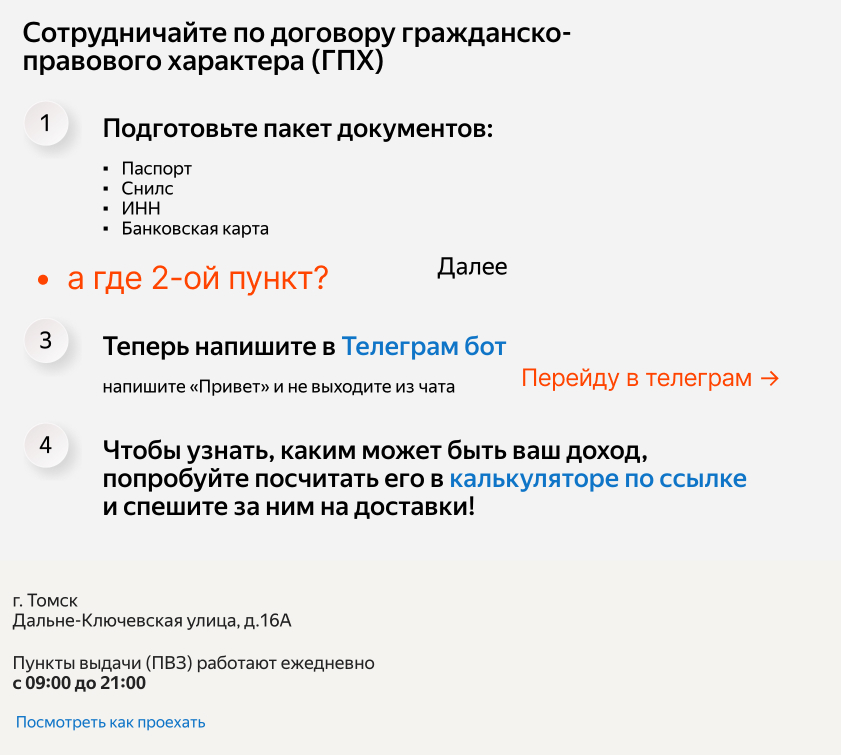 Сотрудничайте по договору гражданско-
правового характера (ГПХ)
1
Подготовьте пакет документов:
▪ Паспорт
▪ Снилс
▪ ИНН
▪ Банковская карта
• а где 2-ой пункт?
Далее
3
Теперь напишите в Телеграм бот
напишите «Привет» и не выходите из чата
Перейду в телеграм →
4
Чтобы узнать, каким может быть ваш доход,
попробуйте посчитать его в калькуляторе по ссылке
и спешите за ним на доставки!
г. Томск
Дальне-Ключевская улица, д.16А
Пункты выдачи (ПВЗ) работают ежедневно
с 09:00 до 21:00
Посмотреть как проехать